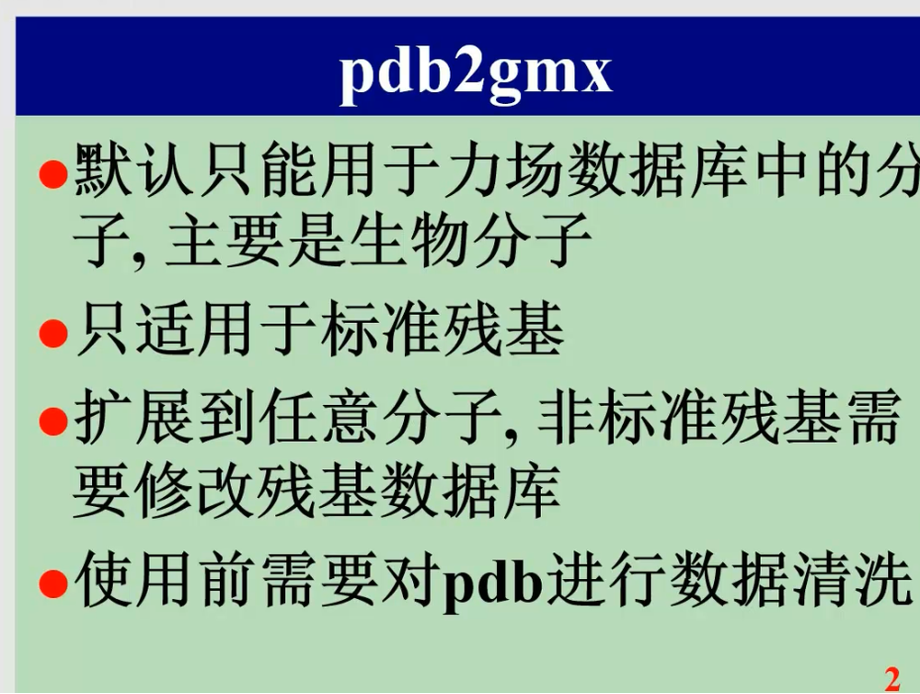 pdb2gmx
●默认只能用于力场数据库中的分
子, 主要是生物分子
●只适用于标准残基
●扩展到任意分子, 非标准残基需
要修改残基数据库
●使用前需要对pdb进行数据清洗
2